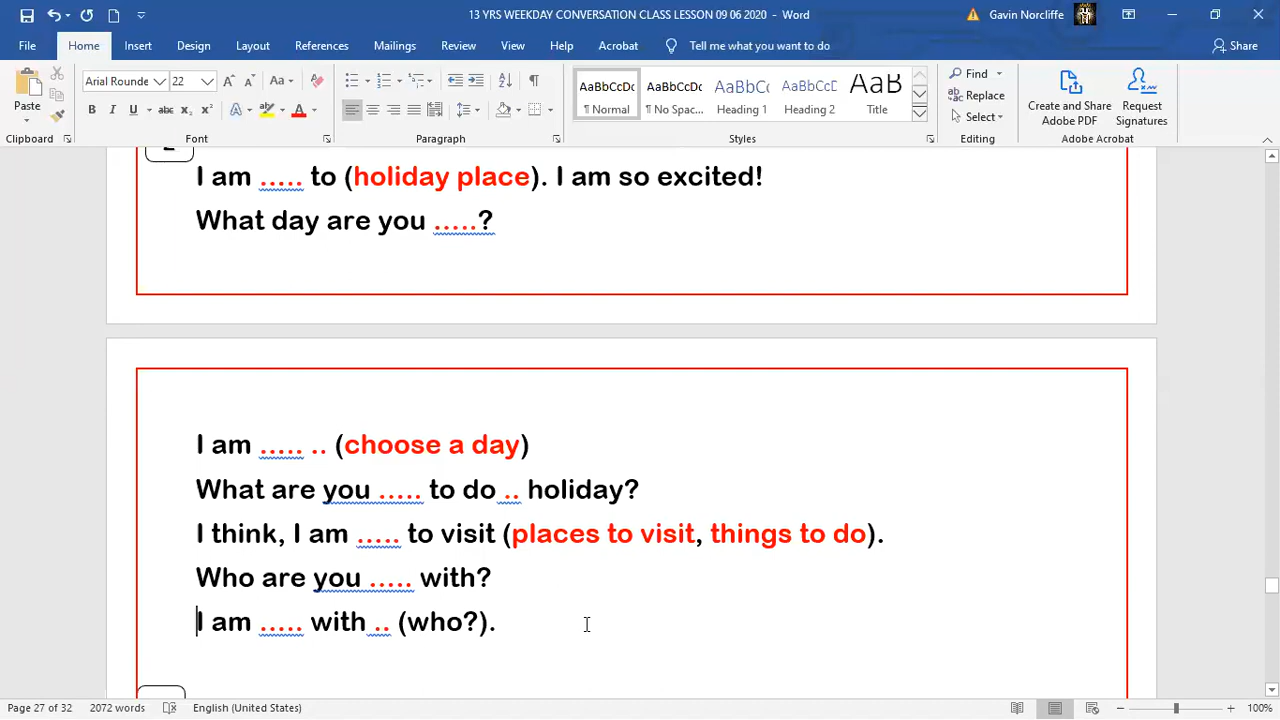 13 YRS WEEKDAY CONVERSATION CLASS LESSON 09 06 2020 - Word
Gavin Norcliffe
File Home Insert Design Layout References Mailings Review View Help Acrobat Tell me what you want to do Share
Paste
Arial Rounde 22
Clipboard Font Paragraph
AaBbCcDc AaBbCcDc AaBbCcD AaBbCcD AaB
¶ Normal ¶ No Spac... Heading 1 Heading 2 Title
Styles
Find
Replace
Select
Editing
Create and Share Adobe PDF
Request Signatures
Adobe Acrobat
I am ..... to (holiday place). I am so excited!
What day are you .....?
I am ..... .. (choose a day)
What are you ..... to do .. holiday?
I think, I am ..... to visit (places to visit, things to do).
Who are you ..... with?
I am ..... with .. (who?).
Page 27 of 32 2072 words English (United States) 100%